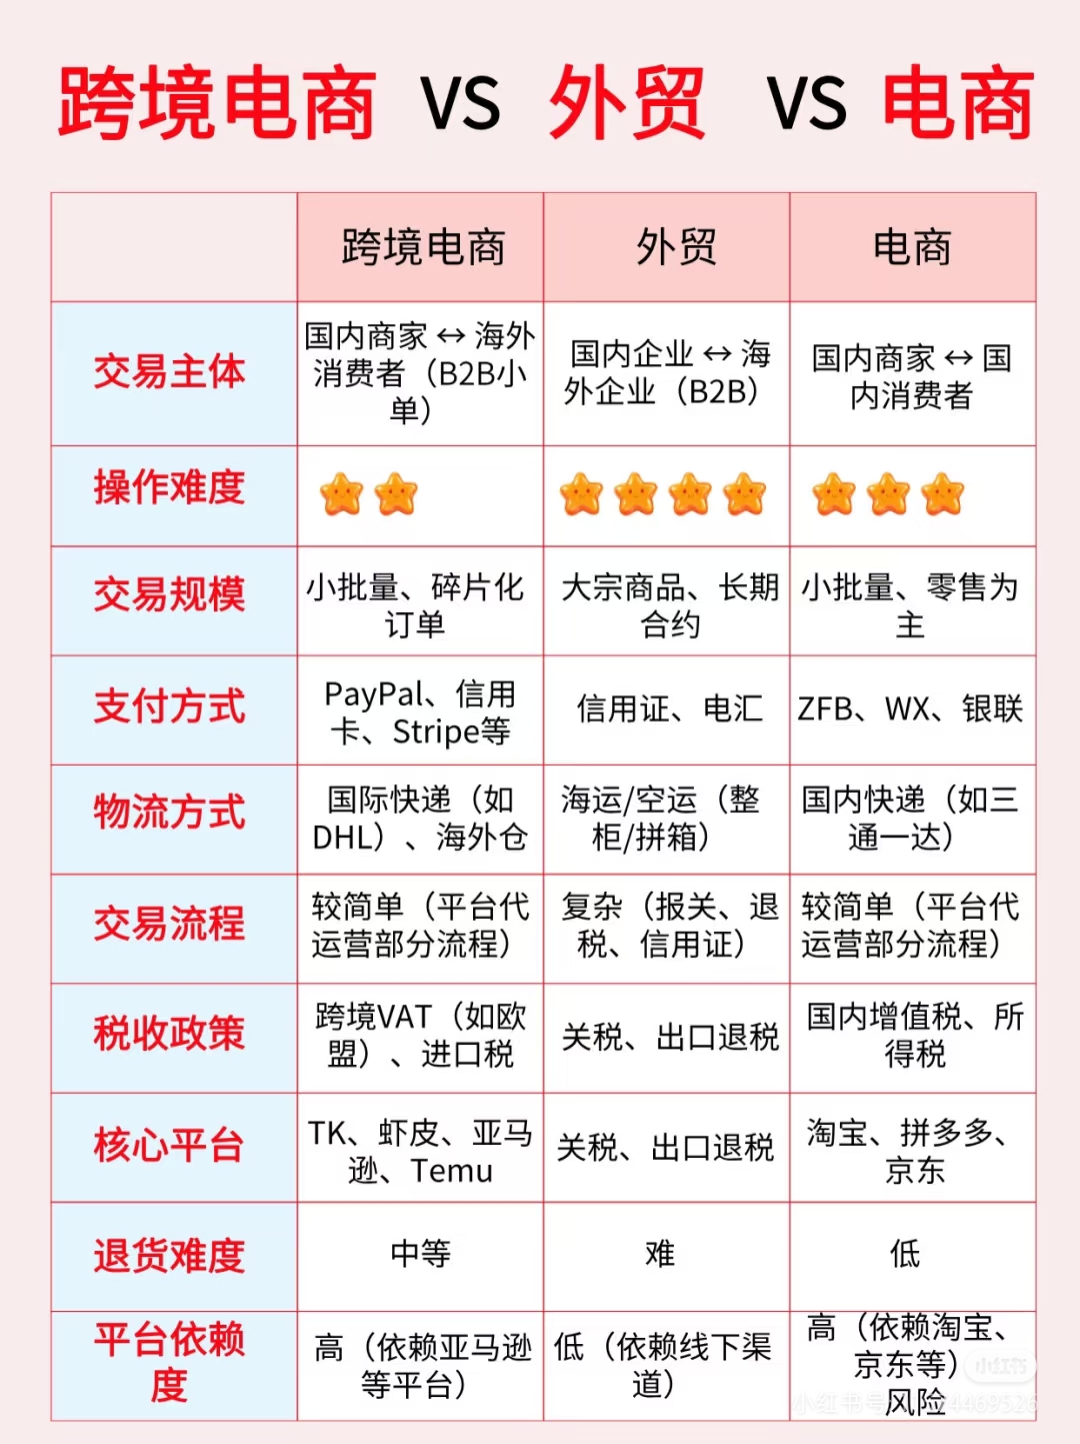 跨境电商 VS 外贸 VS 电商
跨境电商 外贸 电商
交易主体
国内商家 ↔ 海外
消费者（B2B小
单）
国内企业 ↔ 海
外企业（B2B）
国内商家 ↔ 国
内消费者
操作难度
交易规模
小批量、碎片化
订单
大宗商品、长期
合约
小批量、零售为
主
支付方式
PayPal、信用
卡、Stripe等
信用证、电汇
ZFB、WX、银联
物流方式
国际快递（如
DHL）、海外仓
海运/空运（整
柜/拼箱）
国内快递（如三
通一达）
交易流程
较简单（平台代
运营部分流程）
复杂（报关、退
税、信用证）
较简单（平台代
运营部分流程）
税收政策
跨境VAT（如欧
盟）、进口税
关税、出口退税
国内增值税、所
得税
核心平台
TK、虾皮、亚马
逊、Temu
关税、出口退税
淘宝、拼多多、
京东
退货难度
中等
难
低
平台依赖
度
高（依赖亚马逊
等平台）
低（依赖线下渠
道）
高（依赖淘宝、
京东等）
风险
小红书
小红书号